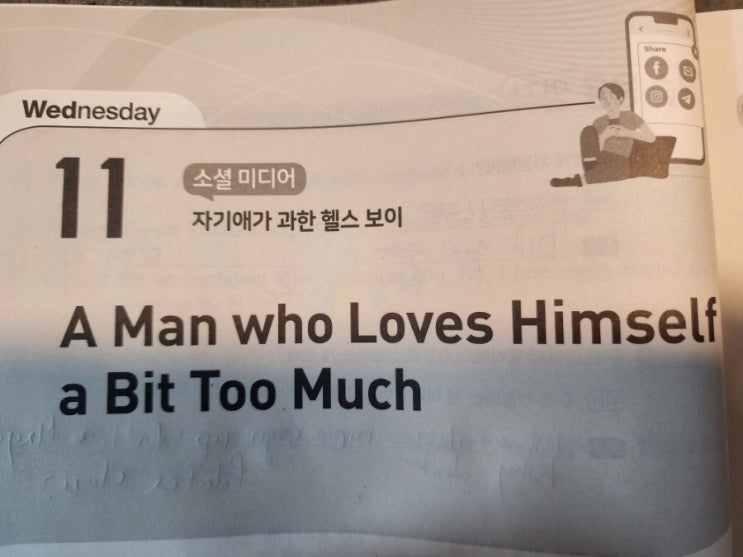 Share
Wednesday
11
소셜 미디어
자기애가 과한 헬스 보이
A Man who Loves Himself
a Bit Too Much